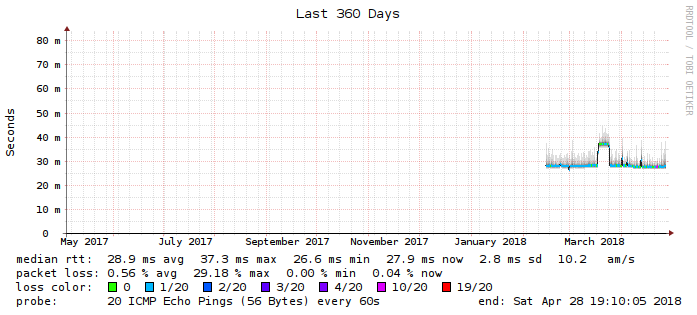 Last 360 Days
RRDTOOL / TOBI OETIKER
Seconds
80 m
70 m
60 m
50 m
40 m
30 m
20 m
10 m
0
May 2017 July 2017 September 2017 November 2017 January 2018 March 2018
median rtt: 28.9 ms avg 37.3 ms max 26.6 ms min 27.9 ms now 2.8 ms sd 10.2 am/s
packet loss: 0.56 % avg 29.18 % max 0.00 % min 0.04 % now
loss color: 0 1/20 2/20 3/20 4/20 10/20 19/20
probe: 20 ICMP Echo Pings (56 Bytes) every 60s end: Sat Apr 28 19:10:05 2018